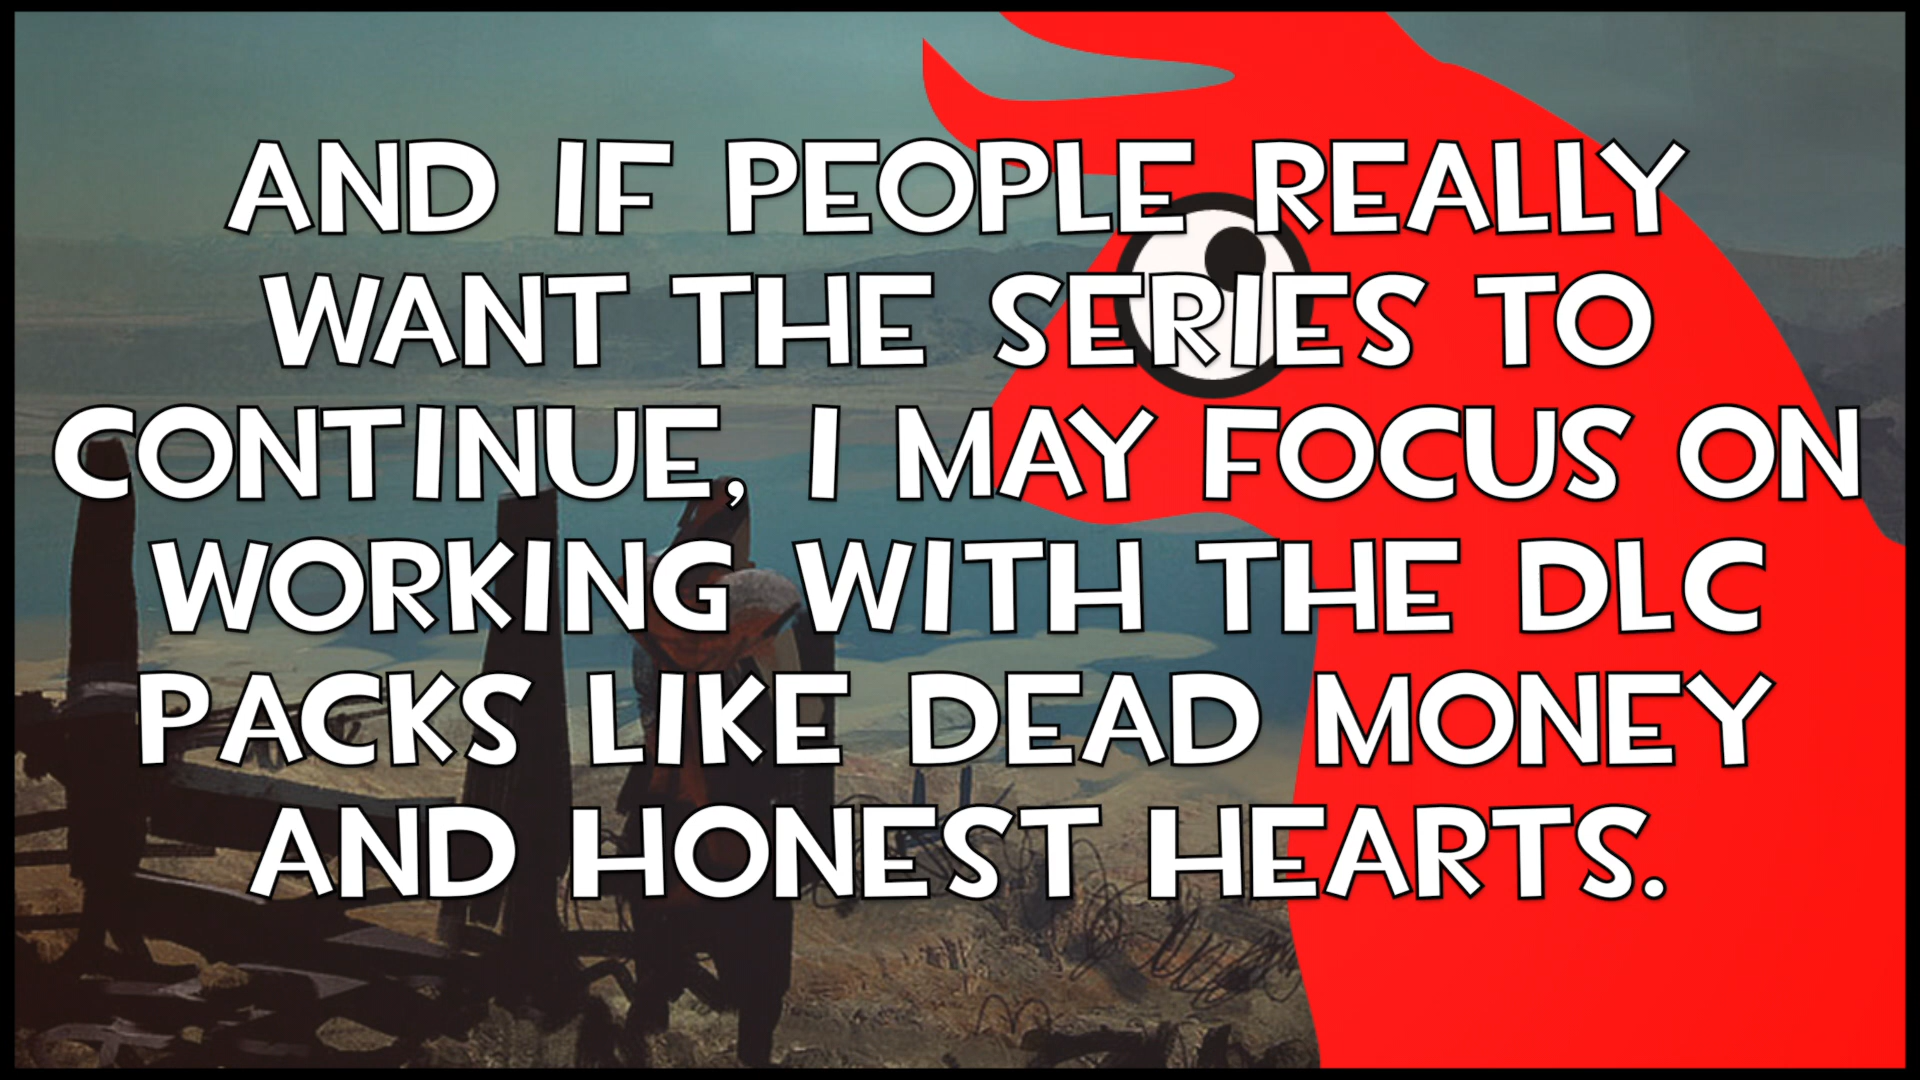 AND IF PEOPLE REALLY
WANT THE SERIES TO
CONTINUE, I MAY FOCUS ON
WORKING WITH THE DLC
PACKS LIKE DEAD MONEY
AND HONEST HEARTS.